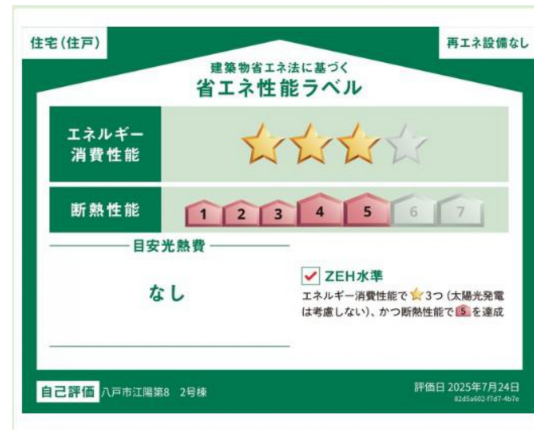 住宅(住戸)
再エネ設備なし
建築物省エネ法に基づく
省エネ性能ラベル
エネルギー
消費性能
断熱性能
1 2 3 4 5 6 7
目安光熱費
なし
ZEH水準
エネルギー消費性能で⭐3つ(太陽光発電
は考慮しない)、かつ断熱性能で5を達成
自己評価 八戸市江陽第8 2号棟
評価日 2025年7月24日
82d5a602-f7d7-4b7e